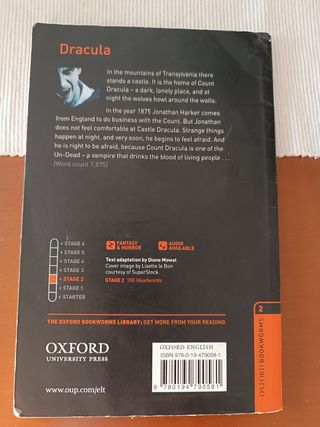 Dracula
In the mountains of Transylvania there
stands a castle. It is the home of Count
Dracula – a dark, lonely place, and at
night the wolves howl around the walls.
In the year 1875 Jonathan Harker comes
from England to do business with the Count. But Jonathan
does not feel comfortable at Castle Dracula. Strange things
happen at night, and very soon, he begins to feel afraid. And
he is right to be afraid, because Count Dracula is one of the
Un-Dead – a vampire that drinks the blood of living people . . .
(Word count 7,875)
STAGE 6
STAGE 5
STAGE 4
STAGE 3
STAGE 2
STAGE 1
STARTER
FANTASY
& HORROR
AUDIO
AVAILABLE
Text adaptation by Diane Mowat
Cover image by Lisette le Bon
courtesy of SuperStock
STAGE 2 700 Headwords
THE OXFORD BOOKWORMS LIBRARY: GET MORE FROM YOUR READING
OXFORD
UNIVERSITY PRESS
www.oup.com/elt
OXFORD ENGLISH
ISBN 978-0-19-479058-1
9 780194 790581
2
OXFORD BOOKWORMS